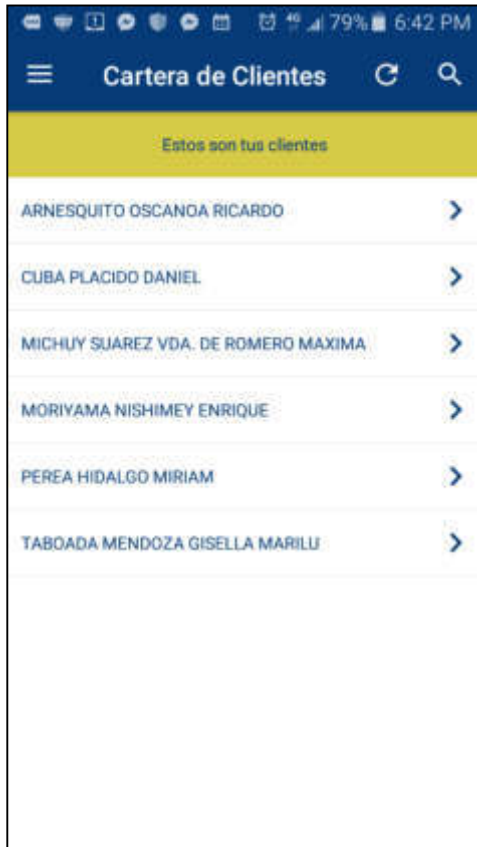 79% 6:42 PM
Cartera de Clientes
Estos son tus clientes
ARNESQUITO OSCANOA RICARDO
CUBA PLACIDO DANIEL
MICHUY SUAREZ VDA. DE ROMERO MAXIMA
MORIYAMA NISHIMEY ENRIQUE
PEREA HIDALGO MIRIAM
TABOADA MENDOZA GISELLA MARILU